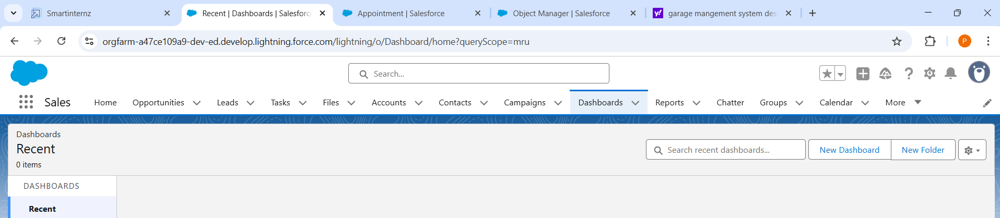 Smartinternz
Recent | Dashboards | Salesforc
Appointment | Salesforce
Object Manager | Salesforce
garage mangement system des
orgfarm-a47ce109a9-dev-ed.develop.lightning.force.com/lightning/o/Dashboard/home?queryScope=mru
P
Search...
Sales
Home
Opportunities
Leads
Tasks
Files
Accounts
Contacts
Campaigns
Dashboards
Reports
Chatter
Groups
Calendar
More
Dashboards
Recent
0 items
Search recent dashboards...
New Dashboard
New Folder
DASHBOARDS
Recent